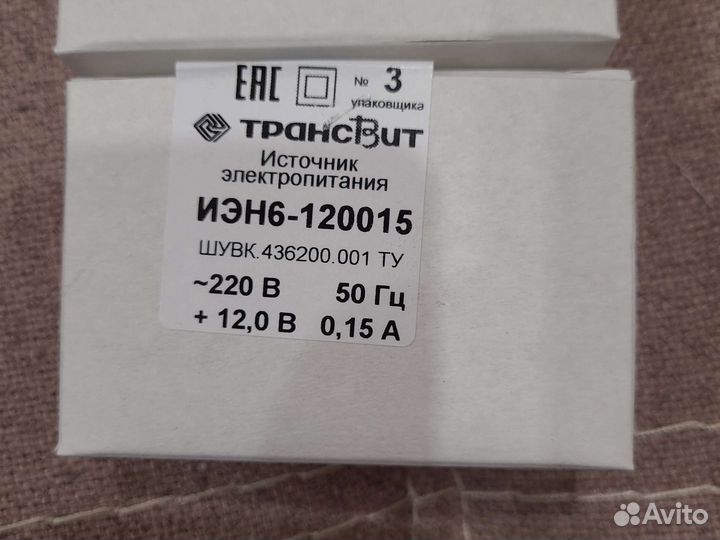 ЕАС № 3
упаковщика
ТРАНСВИТ
Источник
электропитания
ИЭН6-120015
ШУВК.436200.001 ТУ
~220 В 50 Гц
+ 12,0 В 0,15 А
Avito